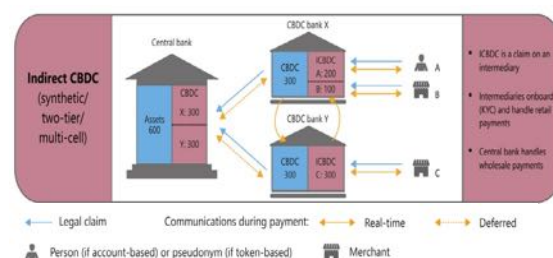 Indirect CBDC
(synthetic/
two-tier/
multi-cell)
Central bank
Assets
600
CBDC
X: 300
Y: 300
CBDC bank X
CBDC
300
ICBDC
A: 200
B: 100
CBDC bank Y
CBDC
300
ICBDC
C: 300
A
B
C
• ICBDC is a claim on an
intermediary
• Intermediaries onboard
(KYC) and handle retail
payments
• Central bank handles
wholesale payments
Legal claim
Communications during payment:
Real-time
Deferred
Person (if account-based) or pseudonym (if token-based)
Merchant